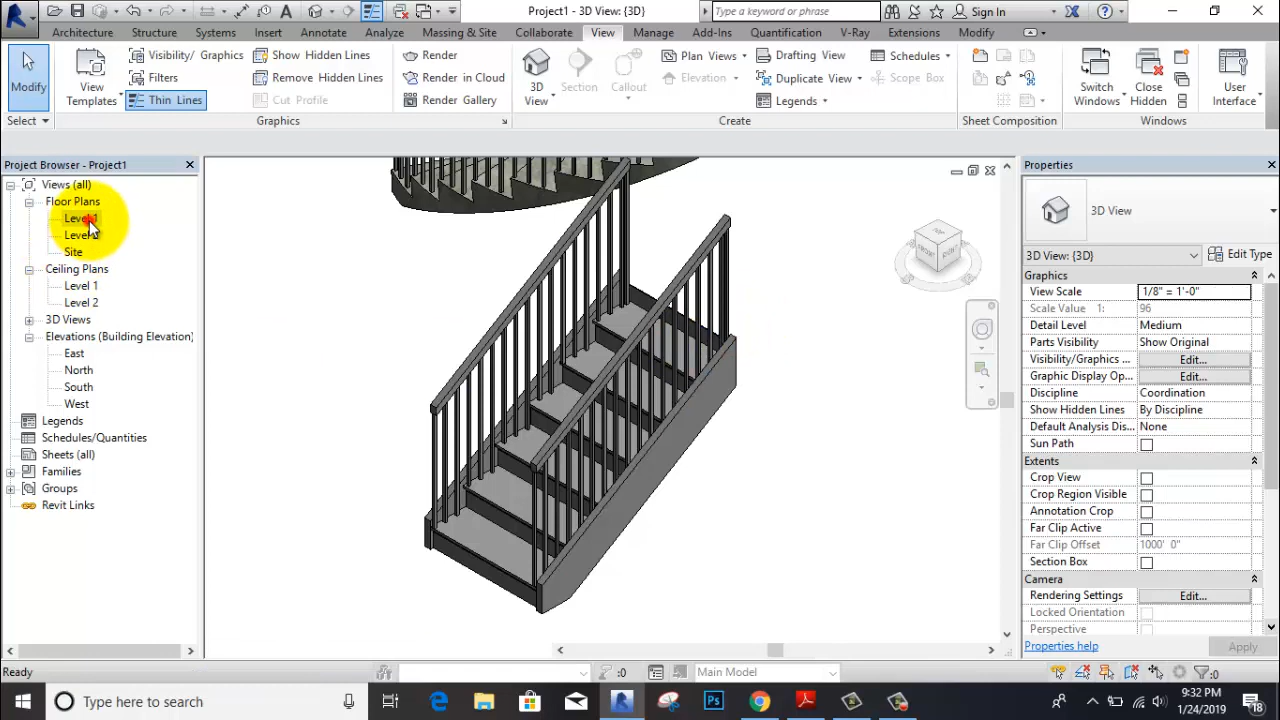 Project1 - 3D View: {3D}
Type a keyword or phrase
Sign In
Architecture
Structure
Systems
Insert
Annotate
Analyze
Massing & Site
Collaborate
View
Manage
Add-Ins
Quantification
V-Ray
Extensions
Modify
Modify
View
Templates
Visibility/ Graphics
Filters
Thin Lines
Show Hidden Lines
Remove Hidden Lines
Cut Profile
Render
Render in Cloud
Render Gallery
3D
View
Section
Callout
Plan Views
Elevation
Drafting View
Duplicate View
Legends
Schedules
Scope Box
Switch
Windows
Close
Hidden
User
Interface
Select
Graphics
Create
Sheet Composition
Windows
Project Browser - Project1
Views (all)
Floor Plans
Level 1
Level
Site
Ceiling Plans
Level 1
Level 2
3D Views
Elevations (Building Elevation)
East
North
South
West
Legends
Schedules/Quantities
Sheets (all)
Families
Groups
Revit Links
TOP
FRONT
RIGHT
Properties
3D View
3D View: {3D}
Edit Type
Graphics
View Scale 1/8" = 1'-0"
Scale Value 1: 96
Detail Level Medium
Parts Visibility Show Original
Visibility/Graphics ... Edit...
Graphic Display Op... Edit...
Discipline Coordination
Show Hidden Lines By Discipline
Default Analysis Dis... None
Sun Path
Extents
Crop View
Crop Region Visible
Annotation Crop
Far Clip Active
Far Clip Offset 1000' 0"
Section Box
Camera
Rendering Settings Edit...
Locked Orientation
Perspective
Properties help
Apply
Ready
:0
Main Model
:0
Type here to search
Ps
9:32 PM
1/24/2019
18